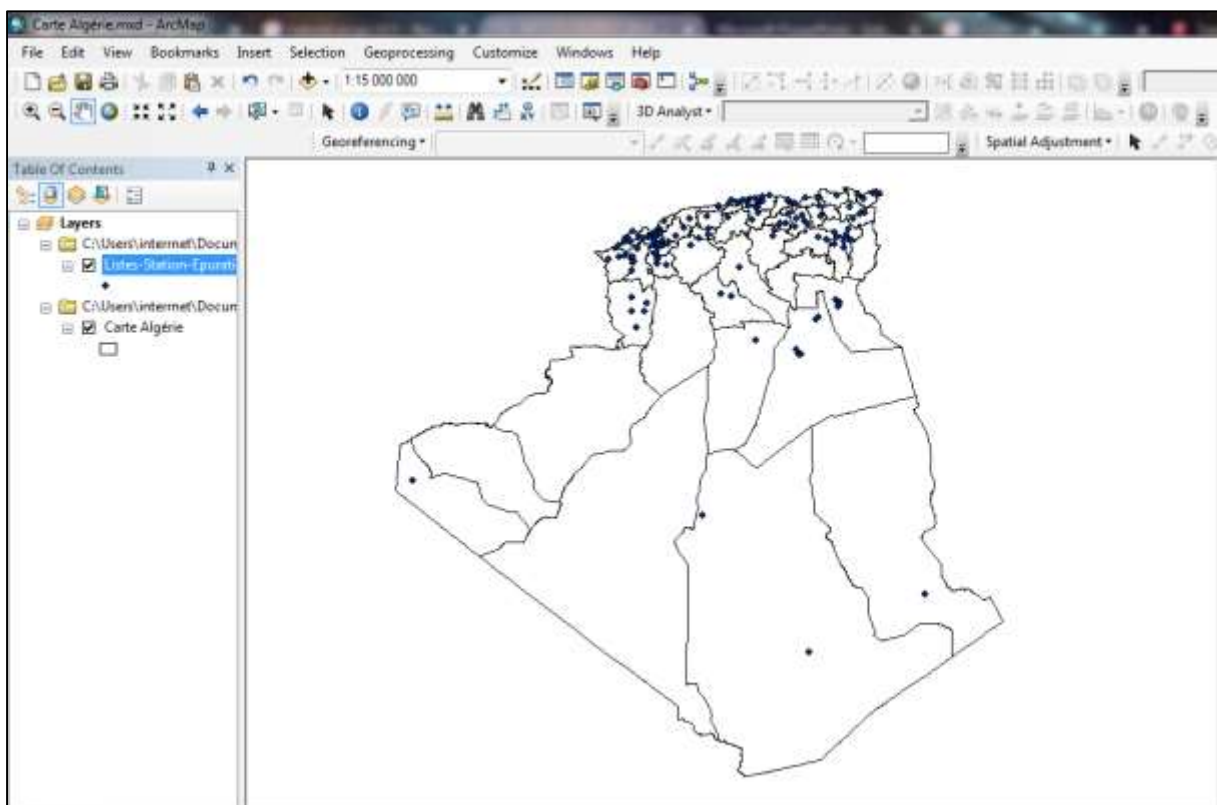 Carte Algérie.mxd - ArcMap
File Edit View Bookmarks Insert Selection Geoprocessing Customize Windows Help
1:15 000 000
3D Analyst
Georeferencing Spatial Adjustment
Table Of Contents
Layers
C:\Users\internet\Docum
Listes-Station-Epurati
C:\Users\internet\Docum
Carte Algérie